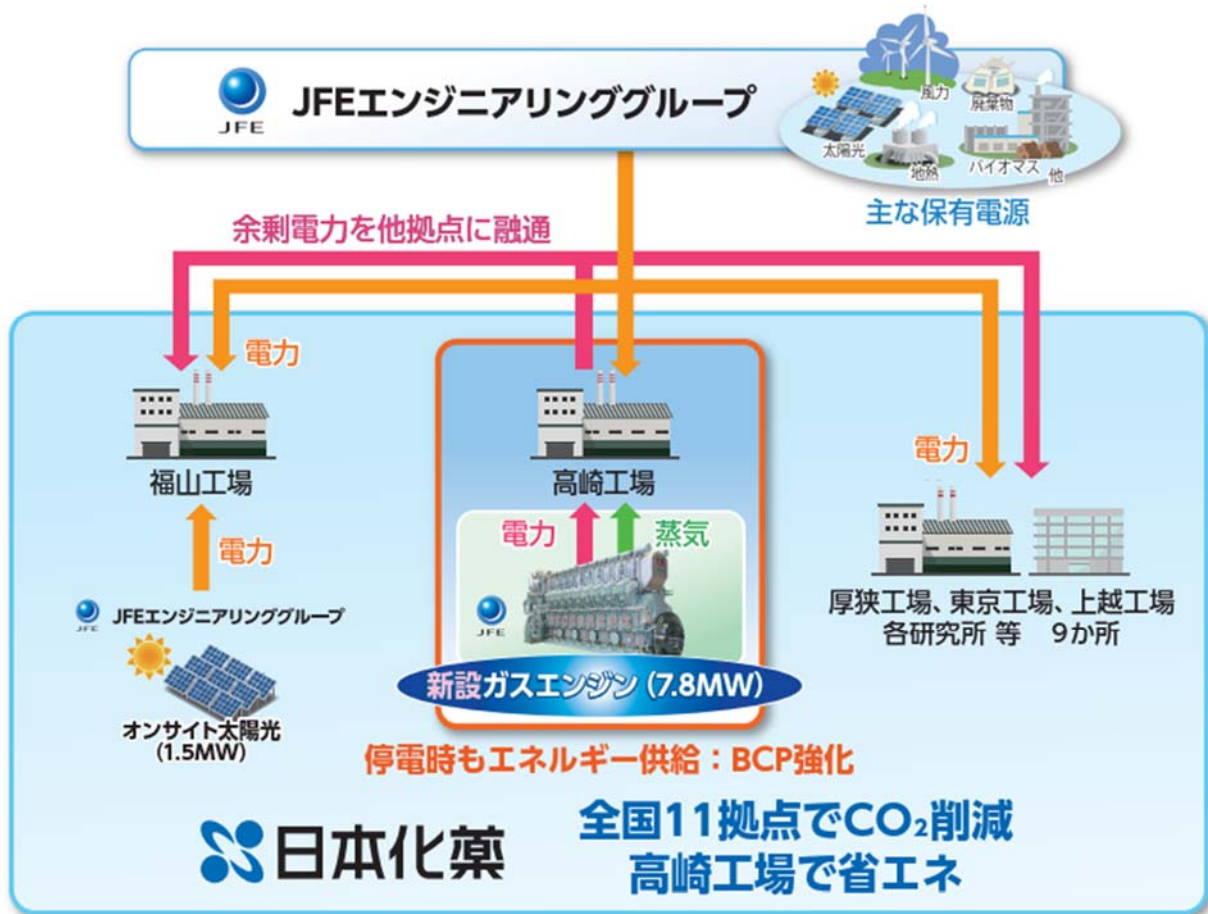 JFE
JFEエンジニアリンググループ
風力
廃棄物
太陽光
地熱
バイオマス
他
主な保有電源
余剰電力を他拠点に融通
電力
電力
福山工場
高崎工場
電力
電力
蒸気
JFE
JFEエンジニアリンググループ
JFE
オンサイト太陽光
(1.5MW)
新設ガスエンジン(7.8MW)
厚狭工場、東京工場、上越工場
各研究所 等 9か所
停電時もエネルギー供給：BCP強化
日本化薬
全国11拠点でCO₂削減
高崎工場で省エネ